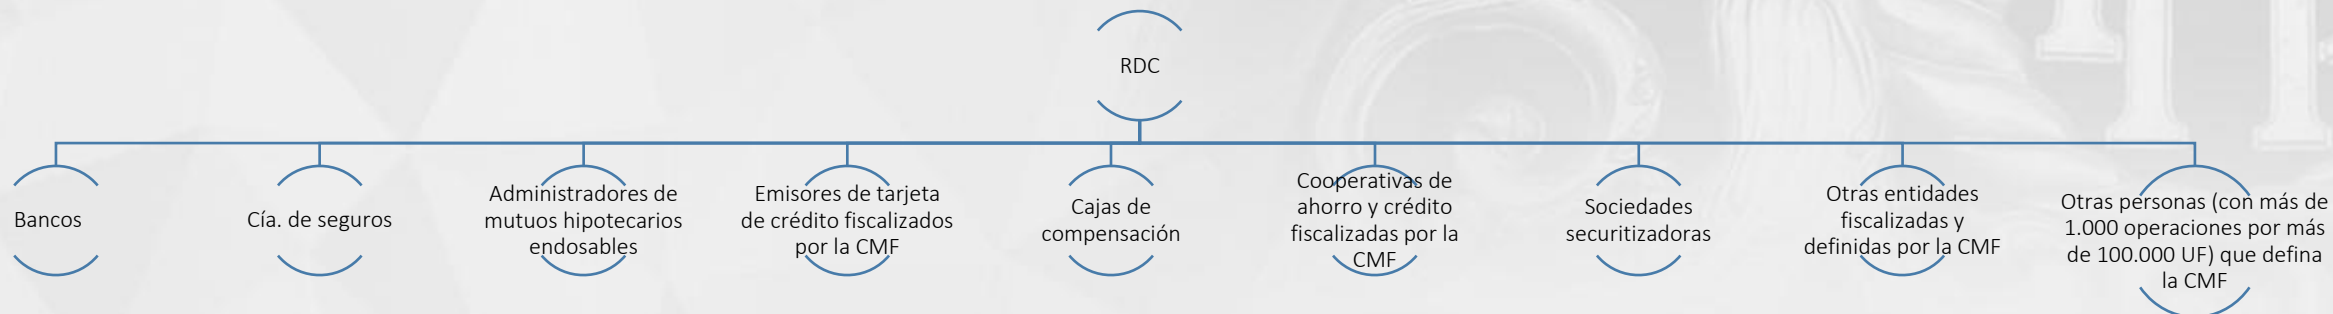 RDC
Bancos
Cía. de seguros
Administradores de
mutuos hipotecarios
endosables
Emisores de tarjeta
de crédito fiscalizados
por la CMF
Cajas de
compensación
Cooperativas de
ahorro y crédito
fiscalizadas por la
CMF
Sociedades
securitizadoras
Otras entidades
fiscalizadas y
definidas por la CMF
Otras personas (con más de
1.000 operaciones por más
de 100.000 UF) que defina
la CMF